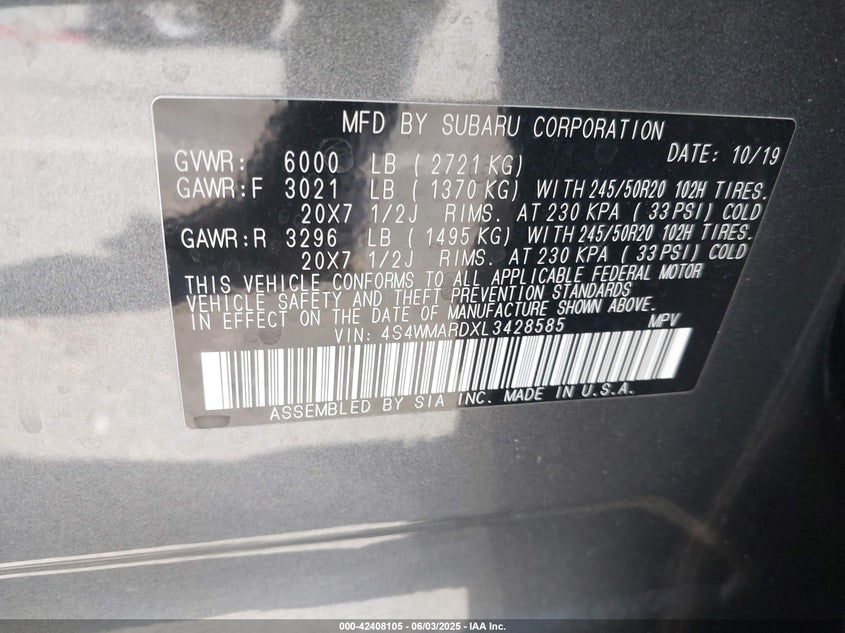 MFD BY SUBARU CORPORATION
DATE: 10/19
GVWR: 6000 LB ( 2721 KG)
GAWR:F 3021 LB ( 1370 KG) WITH 245/50R20 102H TIRES.
20X7 1/2J RIMS. AT 230 KPA ( 33 PSI) COLD
GAWR:R 3296 LB ( 1495 KG) WITH 245/50R20 102H TIRES.
20X7 1/2J RIMS. AT 230 KPA ( 33 PSI) COLD
THIS VEHICLE CONFORMS TO ALL APPLICABLE FEDERAL MOTOR
VEHICLE SAFETY AND THEFT PREVENTION STANDARDS
IN EFFECT ON THE DATE OF MANUFACTURE SHOWN ABOVE.
VIN: 4S4WMARDXL3428585 MPV
ASSEMBLED BY SIA INC. MADE IN U.S.A.
000-42408105 - 06/03/2025 - IAA Inc.